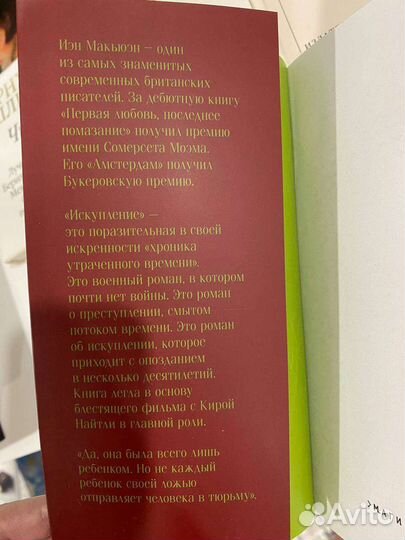 Иэн Макьюэн — один
из самых знаменитых
современных британских
писателей. За дебютную книгу
«Первая любовь, последнее
помазание» получил премию
имени Сомерсета Моэма.
Его «Амстердам» получил
Букеровскую премию.
«Искупление» —
это поразительная в своей
искренности «хроника
утраченного времени».
Это военный роман, в котором
почти нет войны. Это роман
о преступлении, смытом
потоком времени. Это роман
об искуплении, которое
приходит с опозданием
в несколько десятилетий.
Книга легла в основу
блестящего фильма с Кирой
Найтли в главной роли.
«Да, она была всего лишь
ребенком. Но не каждый
ребенок своей ложью
отправляет человека в тюрьму».
Avito